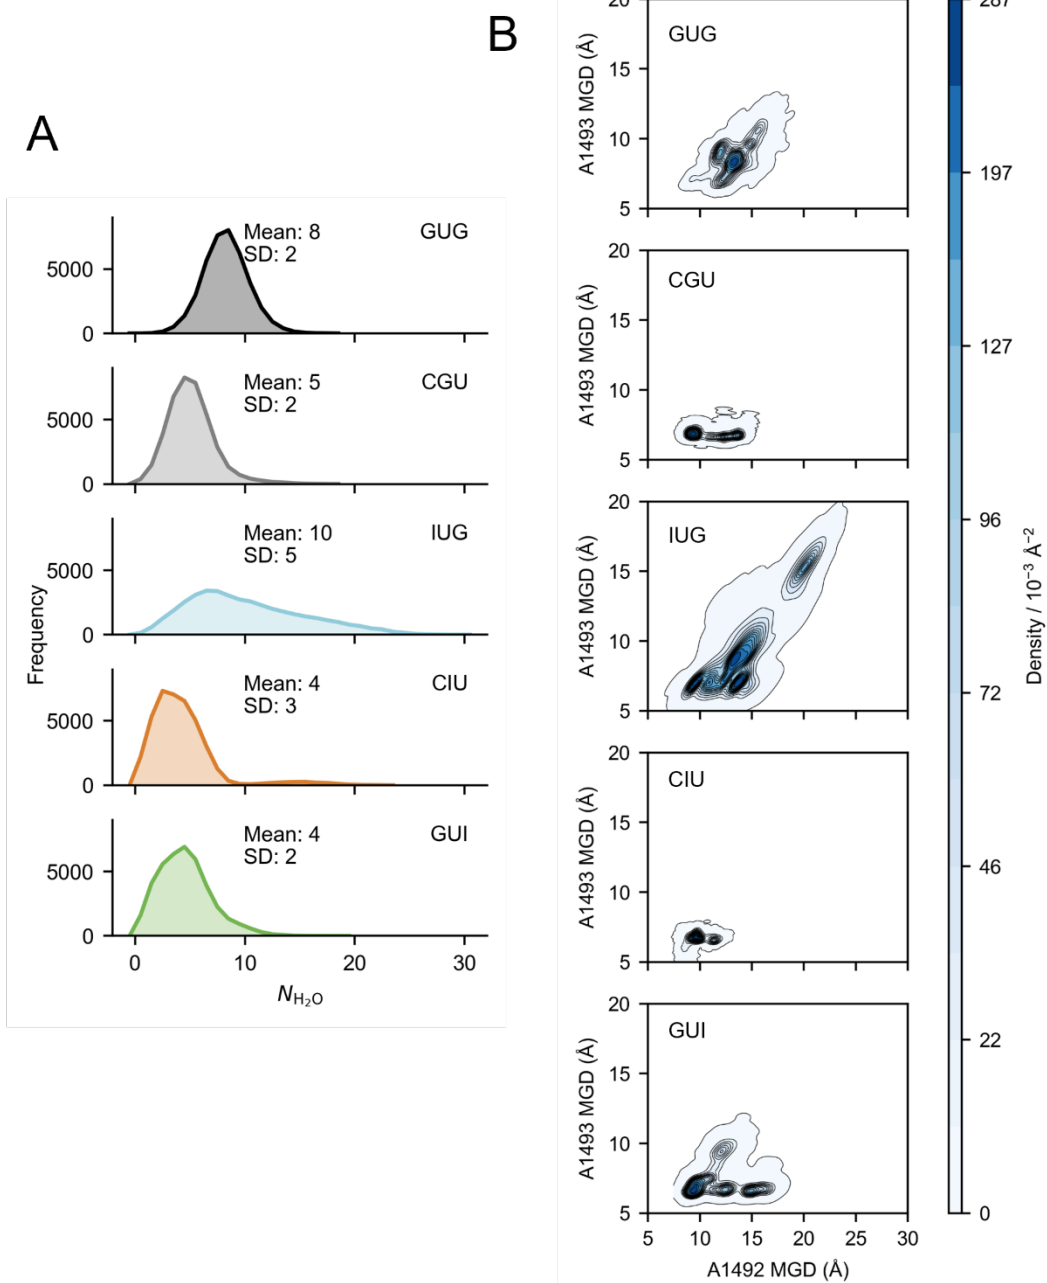 A
GUG
Mean: 8
SD: 2
5000
0
CGU
Mean: 5
SD: 2
5000
0
IUG
Mean: 10
SD: 5
5000
0
CIU
Mean: 4
SD: 3
5000
0
GUI
Mean: 4
SD: 2
5000
0
0 10 20 30
Frequency
N_H₂O
B
GUG
20
15
10
5
A1493 MGD (Å)
CGU
20
15
10
5
A1493 MGD (Å)
IUG
20
15
10
5
A1493 MGD (Å)
CIU
20
15
10
5
A1493 MGD (Å)
GUI
20
15
10
5
A1493 MGD (Å)
5 10 15 20 25 30
A1492 MGD (Å)
287
197
127
96
72
46
22
0
Density / 10⁻³ Å⁻²